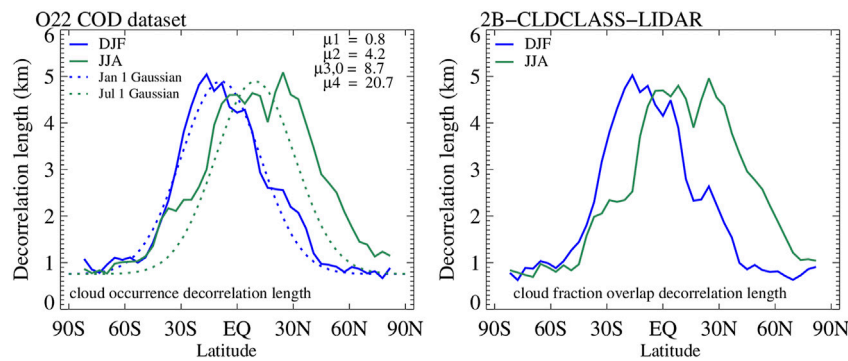 O22 COD dataset
DJF
JJA
Jan 1 Gaussian
Jul 1 Gaussian
μ1 = 0.8
μ2 = 4.2
μ3,0 = 8.7
μ4 = 20.7
Decorrelation length (km)
6
5
4
3
2
1
0
cloud occurrence decorrelation length
90S 60S 30S EQ 30N 60N 90N
Latitude
2B−CLDCLASS−LIDAR
DJF
JJA
Decorrelation length (km)
6
5
4
3
2
1
0
cloud fraction overlap decorrelation length
90S 60S 30S EQ 30N 60N 90N
Latitude